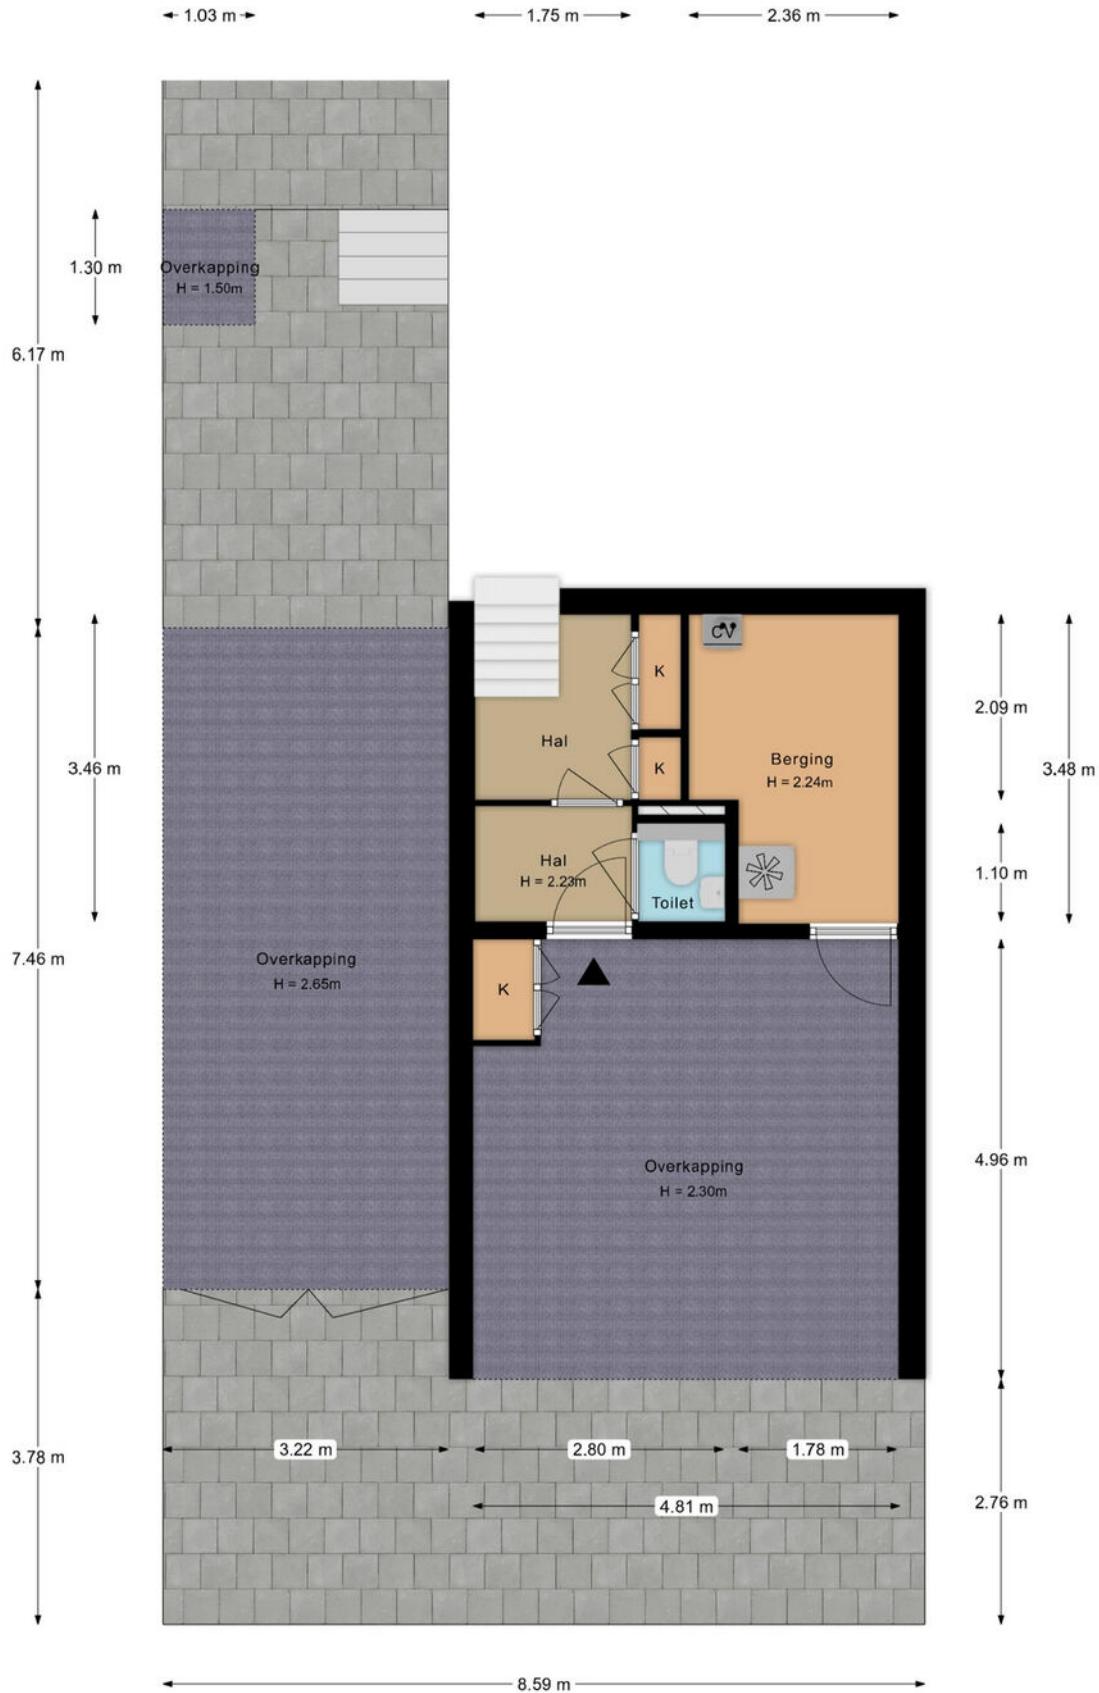 1.03 m
1.75 m
2.36 m
1.30 m
Overkapping
H = 1.50m
6.17 m
CV
K
2.09 m
Hal
3.46 m
K
Berging
H = 2.24m
3.48 m
Hal
H = 2.23m
1.10 m
Toilet
7.46 m
Overkapping
H = 2.65m
K
4.96 m
Overkapping
H = 2.30m
3.78 m
3.22 m
2.80 m
1.78 m
4.81 m
2.76 m
8.59 m